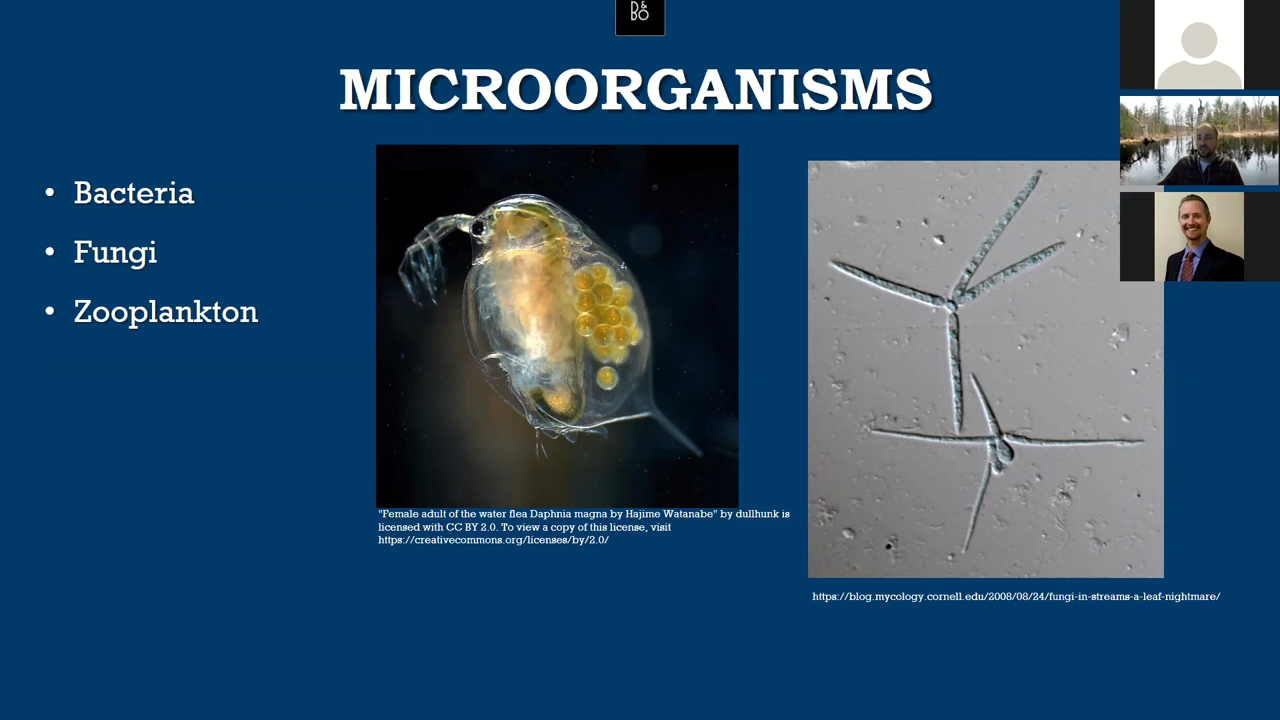 B&
BO
MICROORGANISMS
• Bacteria
• Fungi
• Zooplankton
"Female adult of the water flea Daphnia magna by Hajime Watanabe" by dullhunk is
licensed with CC BY 2.0. To view a copy of this license, visit
https://creativecommons.org/licenses/by/2.0/
https://blog.mycology.cornell.edu/2008/08/24/fungi-in-streams-a-leaf-nightmare/